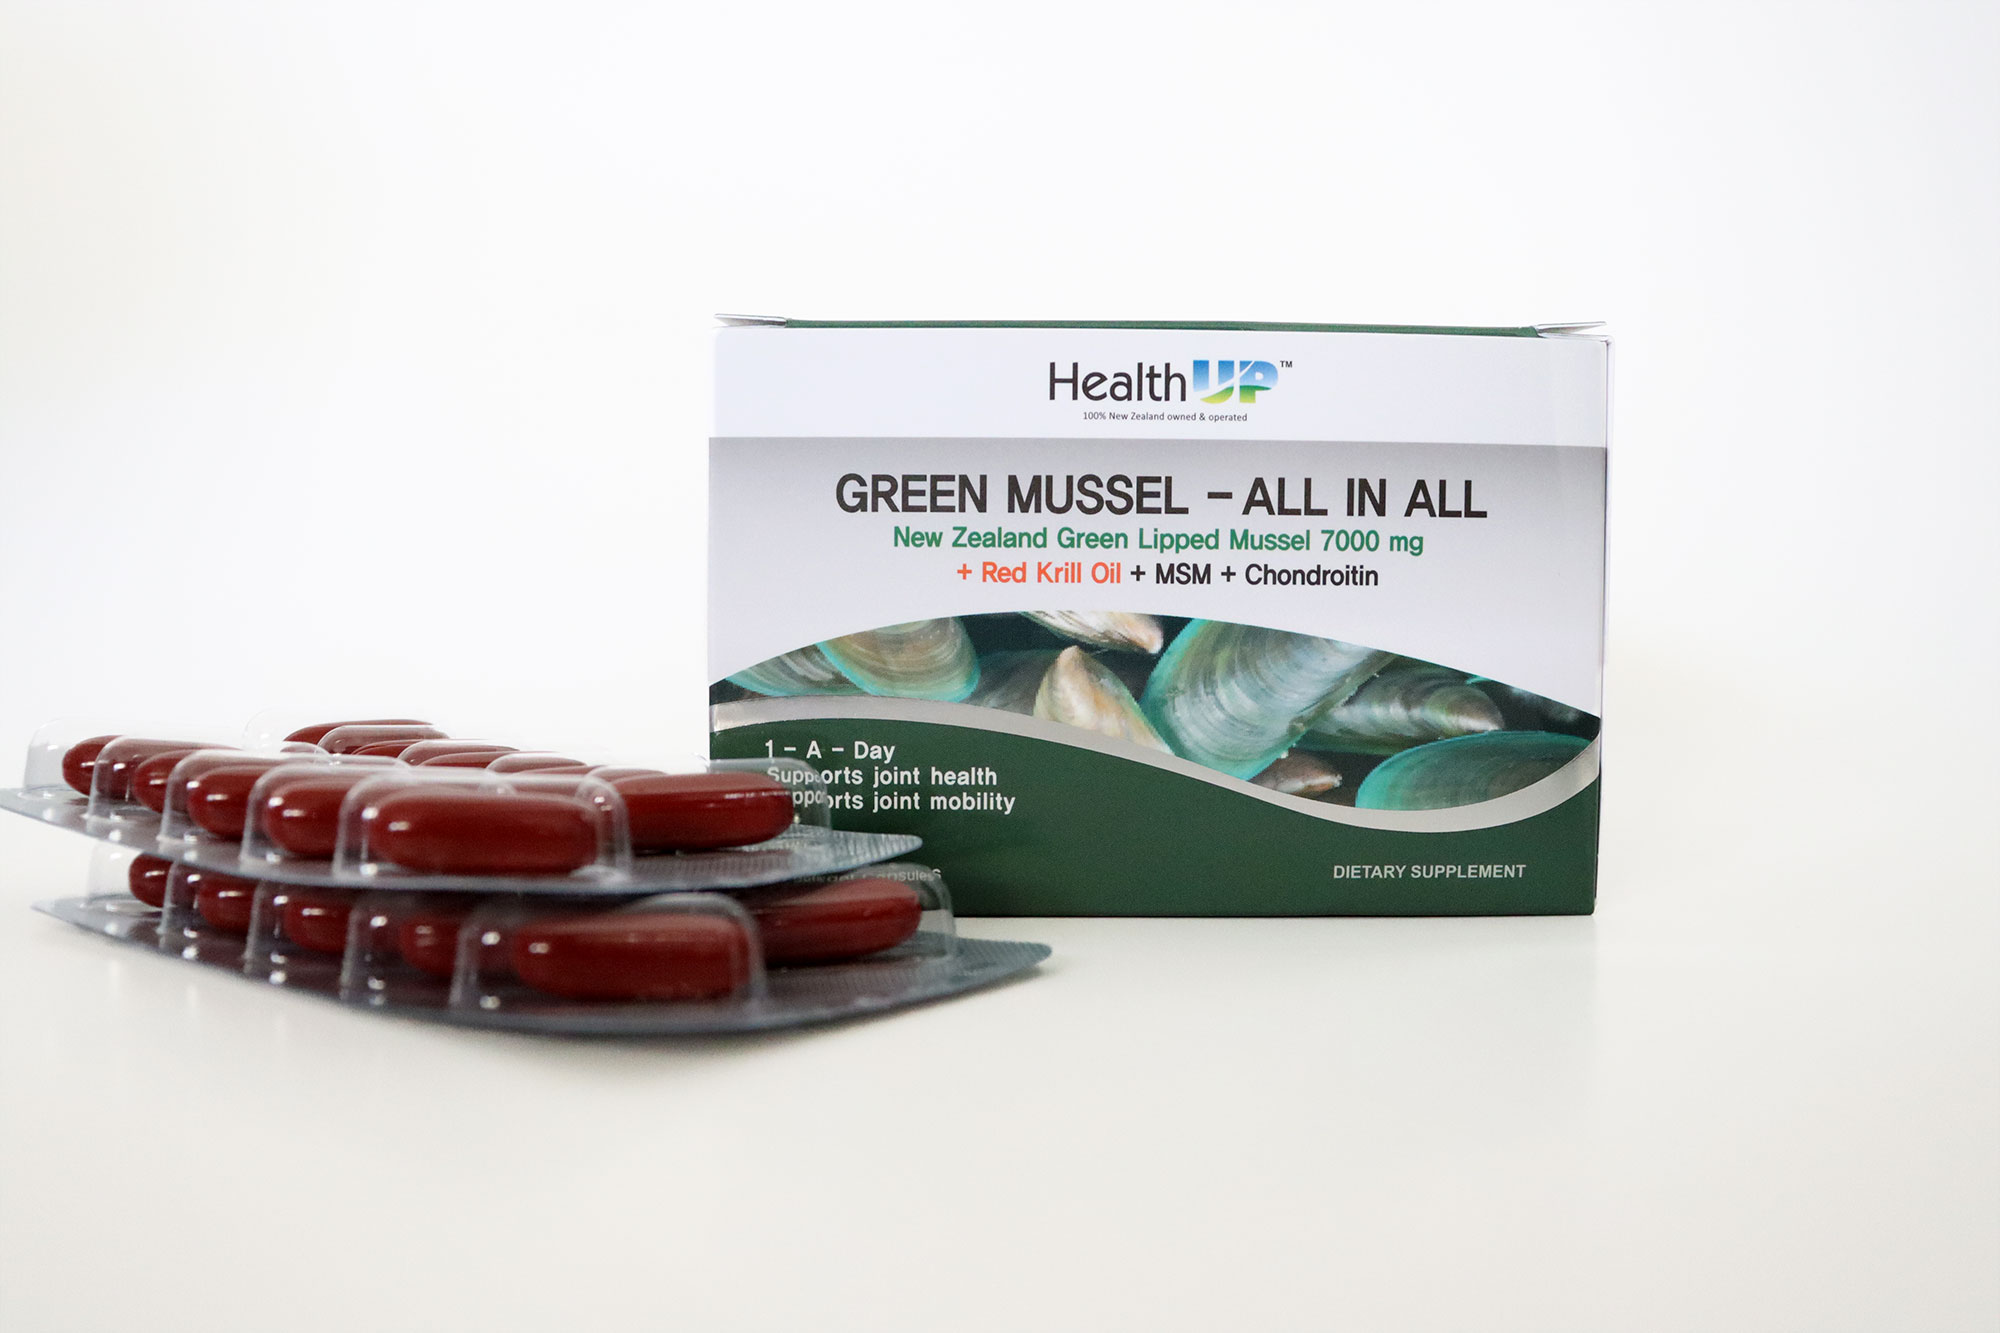 HealthUP™
100% New Zealand owned & operated
GREEN MUSSEL – ALL IN ALL
New Zealand Green Lipped Mussel 7000 mg
+ Red Krill Oil + MSM + Chondroitin
1 - A - Day
Supports joint health
Supports joint mobility
DIETARY SUPPLEMENT